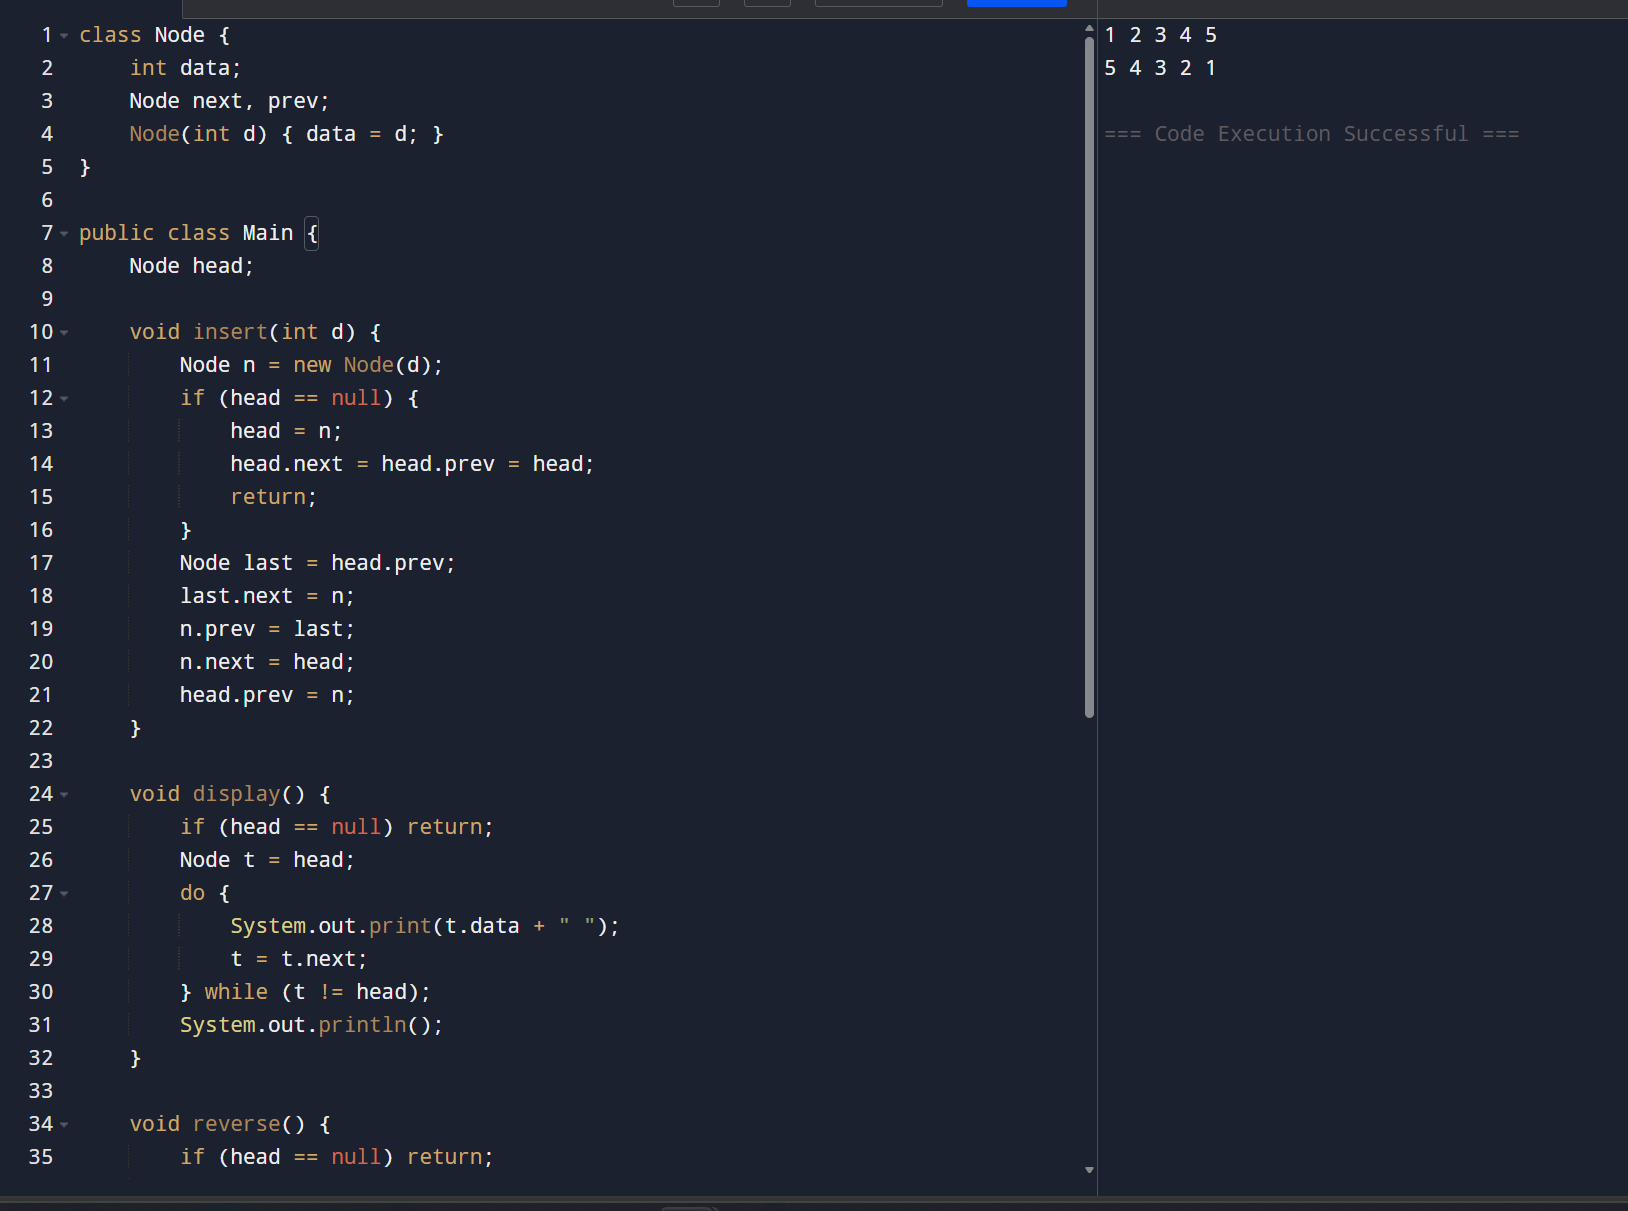 1 class Node {
2     int data;
3     Node next, prev;
4     Node(int d) { data = d; }
5 }
6
7 public class Main {
8     Node head;
9
10     void insert(int d) {
11         Node n = new Node(d);
12         if (head == null) {
13             head = n;
14             head.next = head.prev = head;
15             return;
16         }
17         Node last = head.prev;
18         last.next = n;
19         n.prev = last;
20         n.next = head;
21         head.prev = n;
22     }
23
24     void display() {
25         if (head == null) return;
26         Node t = head;
27         do {
28             System.out.print(t.data + " ");
29             t = t.next;
30         } while (t != head);
31         System.out.println();
32     }
33
34     void reverse() {
35         if (head == null) return;
1 2 3 4 5
5 4 3 2 1
=== Code Execution Successful ===